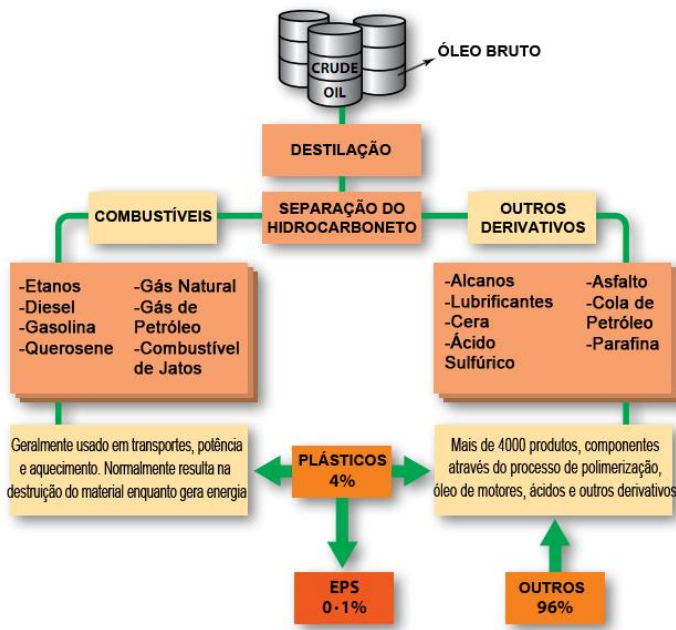 CRUDE
OIL
ÓLEO BRUTO
DESTILAÇÃO
COMBUSTÍVEIS
SEPARAÇÃO DO
HIDROCARBONETO
OUTROS
DERIVATIVOS
-Etanos
-Diesel
-Gasolina
-Querosene
-Gás Natural
-Gás de
Petróleo
-Combustível
de Jatos
-Alcanos
-Lubrificantes
-Cera
-Ácido
Sulfúrico
-Asfalto
-Cola de
Petróleo
-Parafina
Geralmente usado em transportes, potência
e aquecimento. Normalmente resulta na
destruição do material enquanto gera energia
PLÁSTICOS
4%
Mais de 4000 produtos, componentes
através do processo de polimerização,
óleo de motores, ácidos e outros derivativos
EPS
0·1%
OUTROS
96%